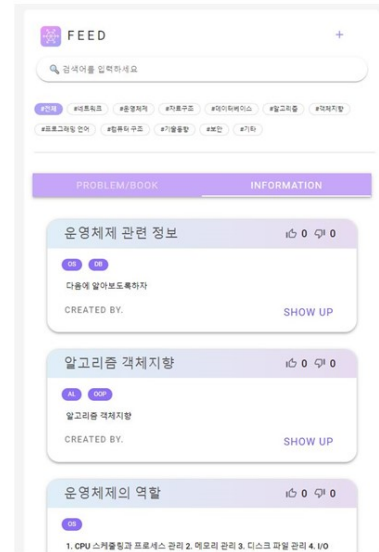 FEED +
검색어를 입력하세요
#전체 #네트워크 #운영체제 #자료구조 #데이터베이스 #알고리즘 #객체지향
#프로그래밍 언어 #컴퓨터 구조 #기술동향 #보안 #기타
PROBLEM/BOOK INFORMATION
운영체제 관련 정보 0 0
OS DB
다음에 알아보도록하자
CREATED BY. SHOW UP
알고리즘 객체지향 0 0
AL OOP
알고리즘 객체지향
CREATED BY. SHOW UP
운영체제의 역할 0 0
OS
1. CPU 스케줄링과 프로세스 관리 2. 메모리 관리 3. 디스크 파일 관리 4. I/O